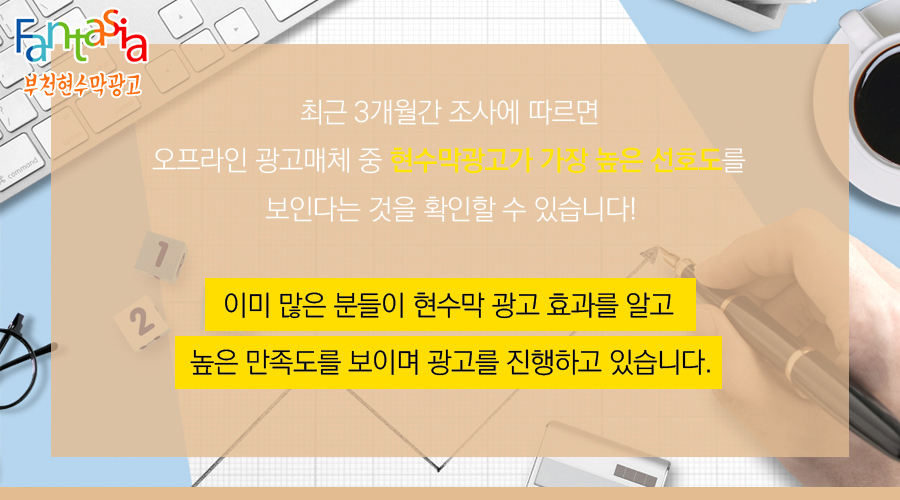 Fantasia
부천현수막광고
최근 3개월간 조사에 따르면
오프라인 광고매체 중 현수막광고가 가장 높은 선호도를
보인다는 것을 확인할 수 있습니다!
1
2
이미 많은 분들이 현수막 광고 효과를 알고
높은 만족도를 보이며 광고를 진행하고 있습니다.
command